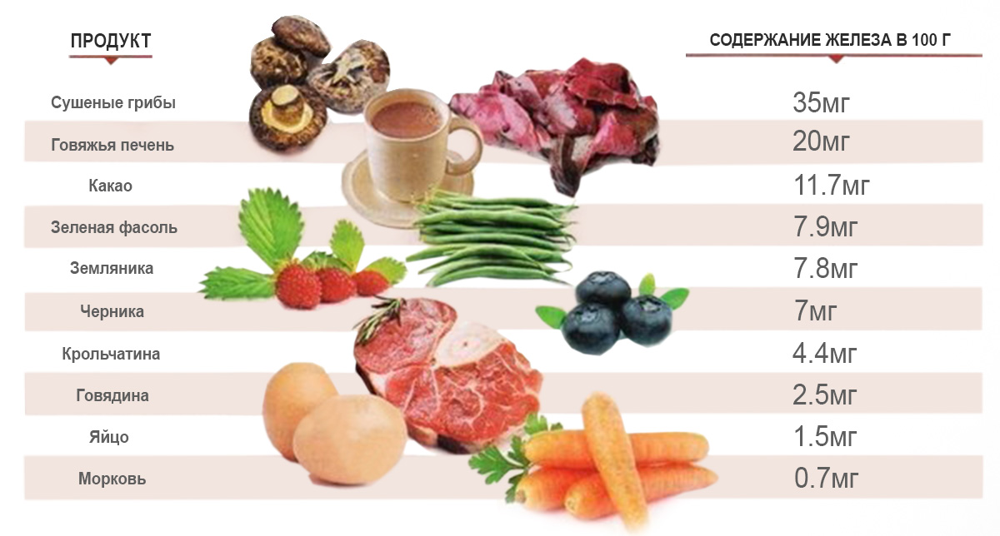 ПРОДУКТ СОДЕРЖАНИЕ ЖЕЛЕЗА В 100 Г
Сушеные грибы 35мг
Говяжья печень 20мг
Какао 11.7мг
Зеленая фасоль 7.9мг
Земляника 7.8мг
Черника 7мг
Крольчатина 4.4мг
Говядина 2.5мг
Яйцо 1.5мг
Морковь 0.7мг